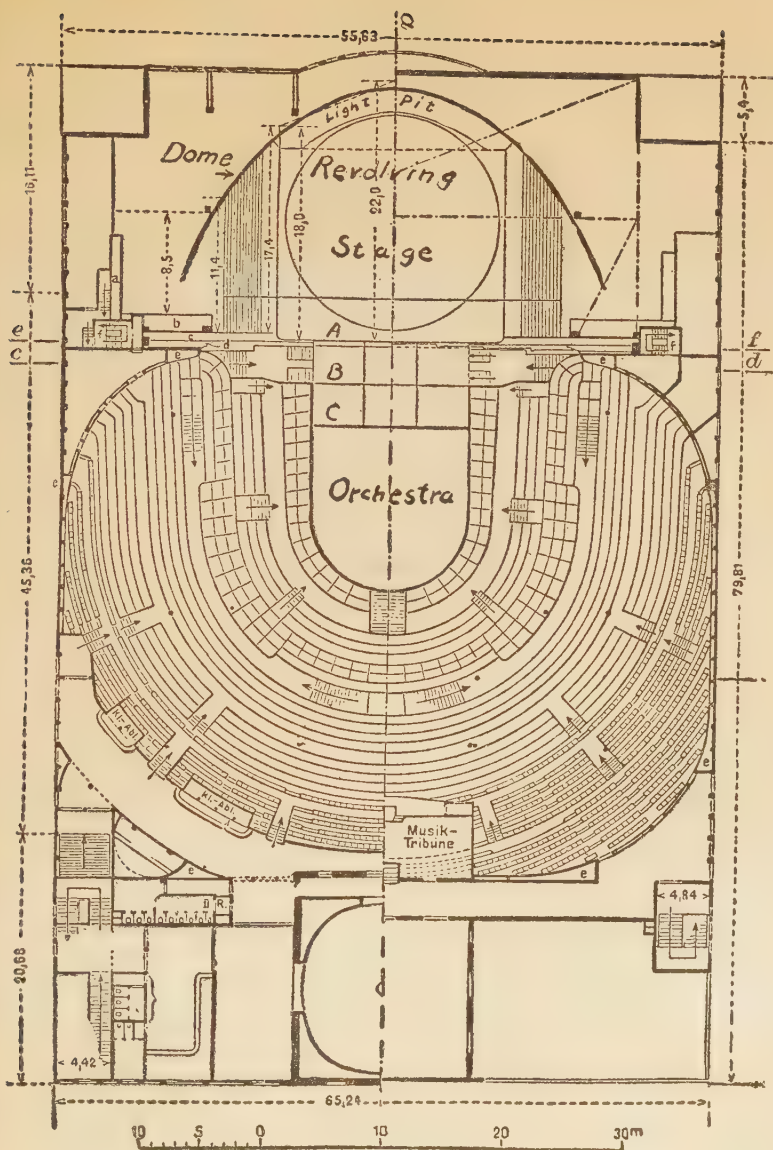 55,63
Light Pit
Dome
Revolving
Stage
16,11
8,5
11,4
17,4
18,0
22,0
5,4
a
b
c
d
A
e
c
f
d
F
e
e
B
C
Orchestra
e
45,36
79,81
Kl.-Abl.
Kl.-Abl.
Musik-
Tribüne
e
e
e
D. R.
4,84
20,68
4,42
65,24
10 5 0 10 20 30m